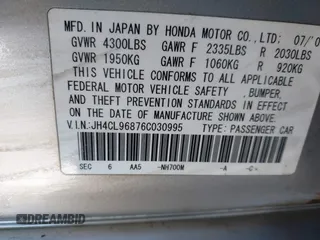 MFD. IN JAPAN BY HONDA MOTOR CO.,LTD: 07/0
GVWR 4300LBS GAWR F 2335LBS R 2030LBS
GVWR 1950KG GAWR F 1060KG R 920KG
THIS VEHICLE CONFORMS TO ALL APPLICABLE
FEDERAL MOTOR VEHICLE SAFETY ,BUMPER,
AND THEFT PREVENTION STANDARDS IN EFFECT
DATE OF MANUFACTURE SHOWN ABOVE.
V.I.N.:JH4CL96876C030995 TYPE: PASSENGER CAR
SEC 6 AA5 -NH700M -A -C-
©DREAMBID